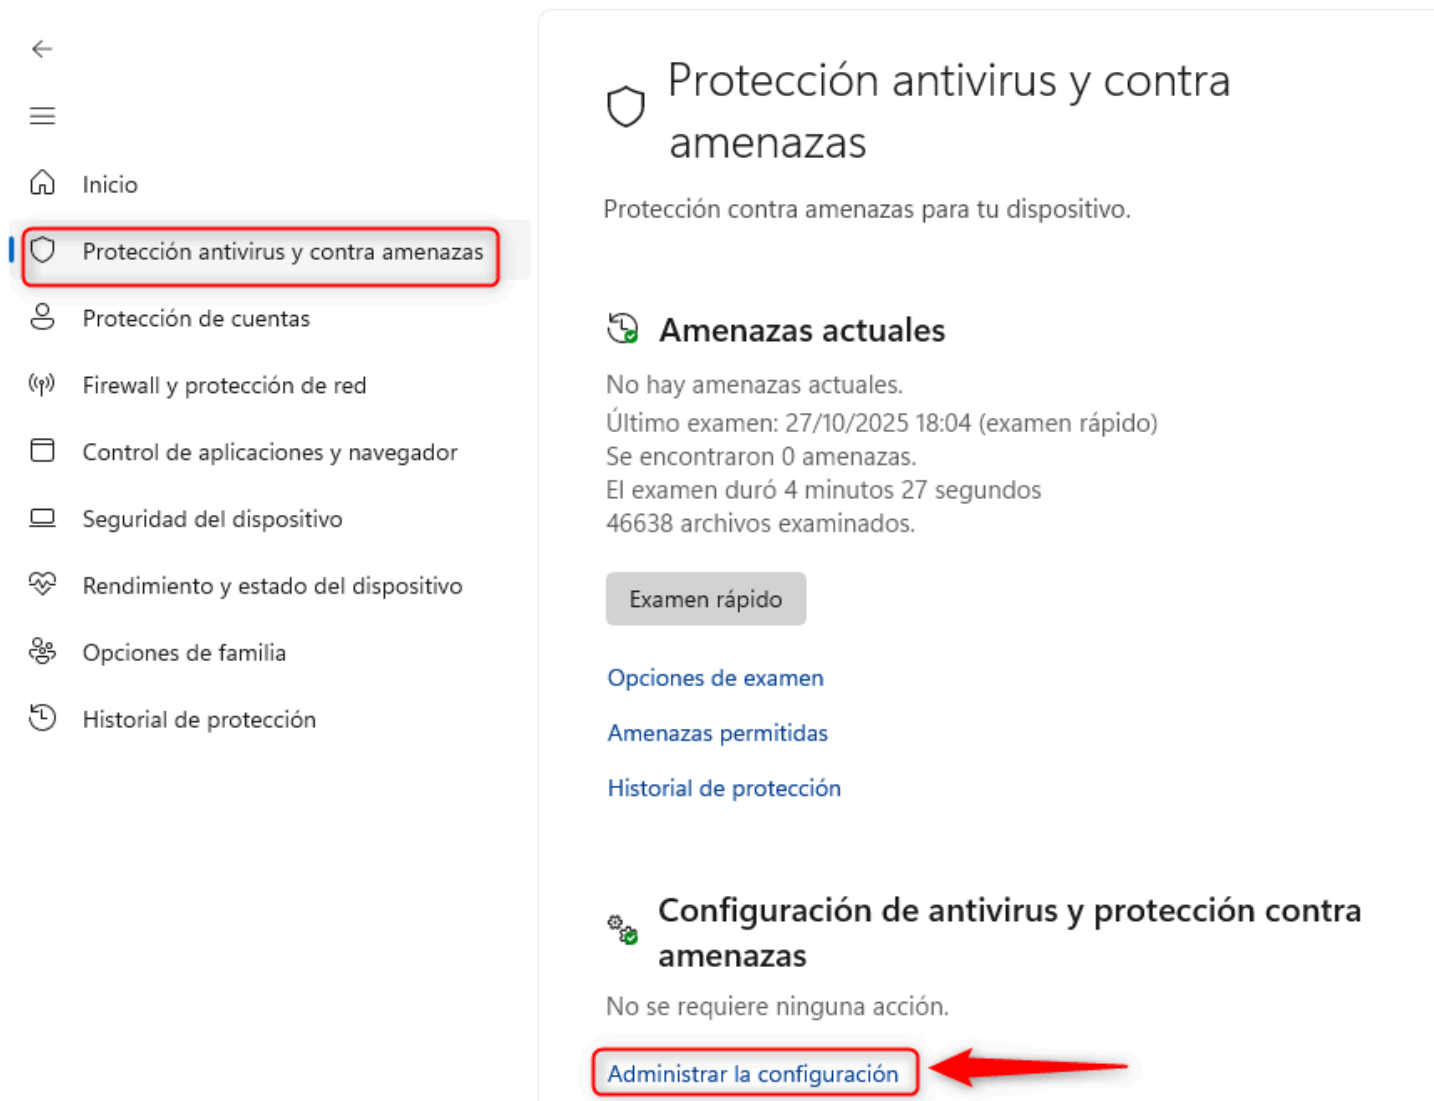 Inicio
Protección antivirus y contra amenazas
Protección de cuentas
Firewall y protección de red
Control de aplicaciones y navegador
Seguridad del dispositivo
Rendimiento y estado del dispositivo
Opciones de familia
Historial de protección
Protección antivirus y contra
amenazas
Protección contra amenazas para tu dispositivo.
Amenazas actuales
No hay amenazas actuales.
Último examen: 27/10/2025 18:04 (examen rápido)
Se encontraron 0 amenazas.
El examen duró 4 minutos 27 segundos
46638 archivos examinados.
Examen rápido
Opciones de examen
Amenazas permitidas
Historial de protección
Configuración de antivirus y protección contra
amenazas
No se requiere ninguna acción.
Administrar la configuración